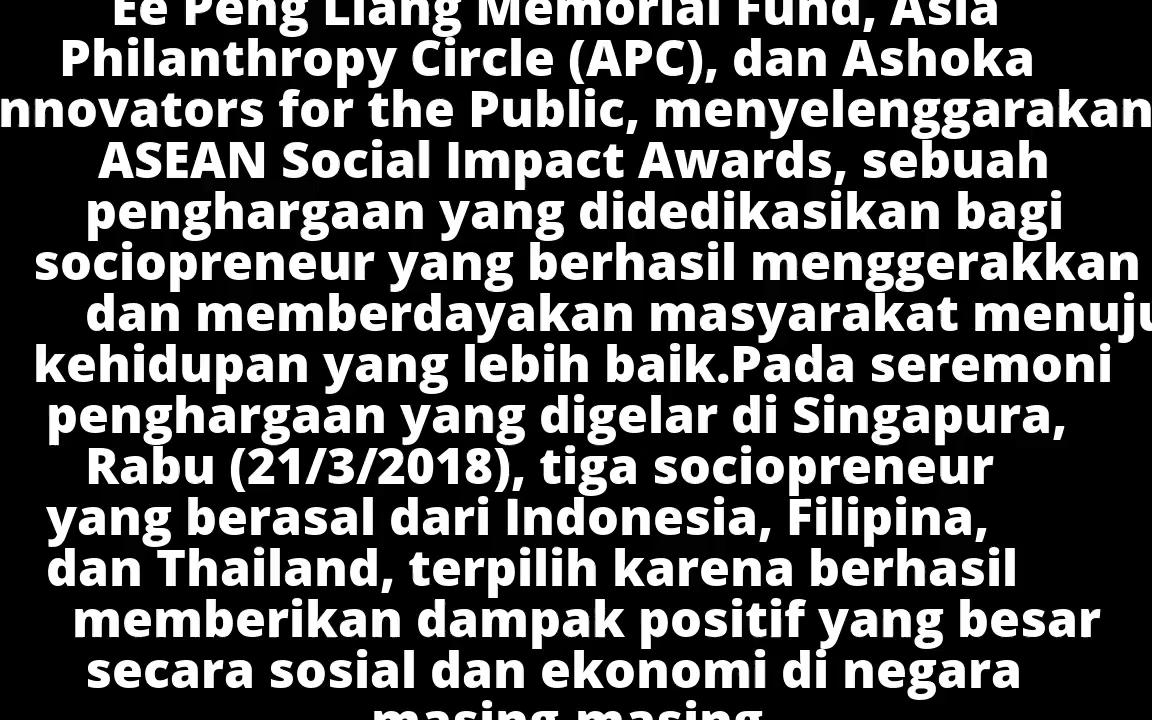 Ee Peng Liang Memorial Fund, Asia
Philanthropy Circle (APC), dan Ashoka
nnovators for the Public, menyelenggarakan
ASEAN Social Impact Awards, sebuah
penghargaan yang didedikasikan bagi
sociopreneur yang berhasil menggerakkan
dan memberdayakan masyarakat menuju
kehidupan yang lebih baik.Pada seremoni
penghargaan yang digelar di Singapura,
Rabu (21/3/2018), tiga sociopreneur
yang berasal dari Indonesia, Filipina,
dan Thailand, terpilih karena berhasil
memberikan dampak positif yang besar
secara sosial dan ekonomi di negara
masing-masing